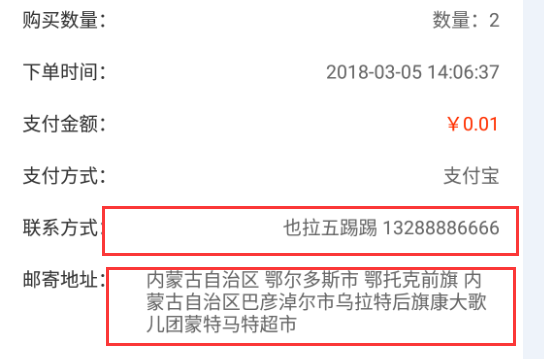 购买数量： 数量：2
下单时间： 2018-03-05 14:06:37
支付金额： ￥0.01
支付方式： 支付宝
联系方式： 也拉五踢踢 13288886666
邮寄地址： 内蒙古自治区 鄂尔多斯市 鄂托克前旗 内
蒙古自治区巴彦淖尔市乌拉特后旗康大歌
儿团蒙特马特超市